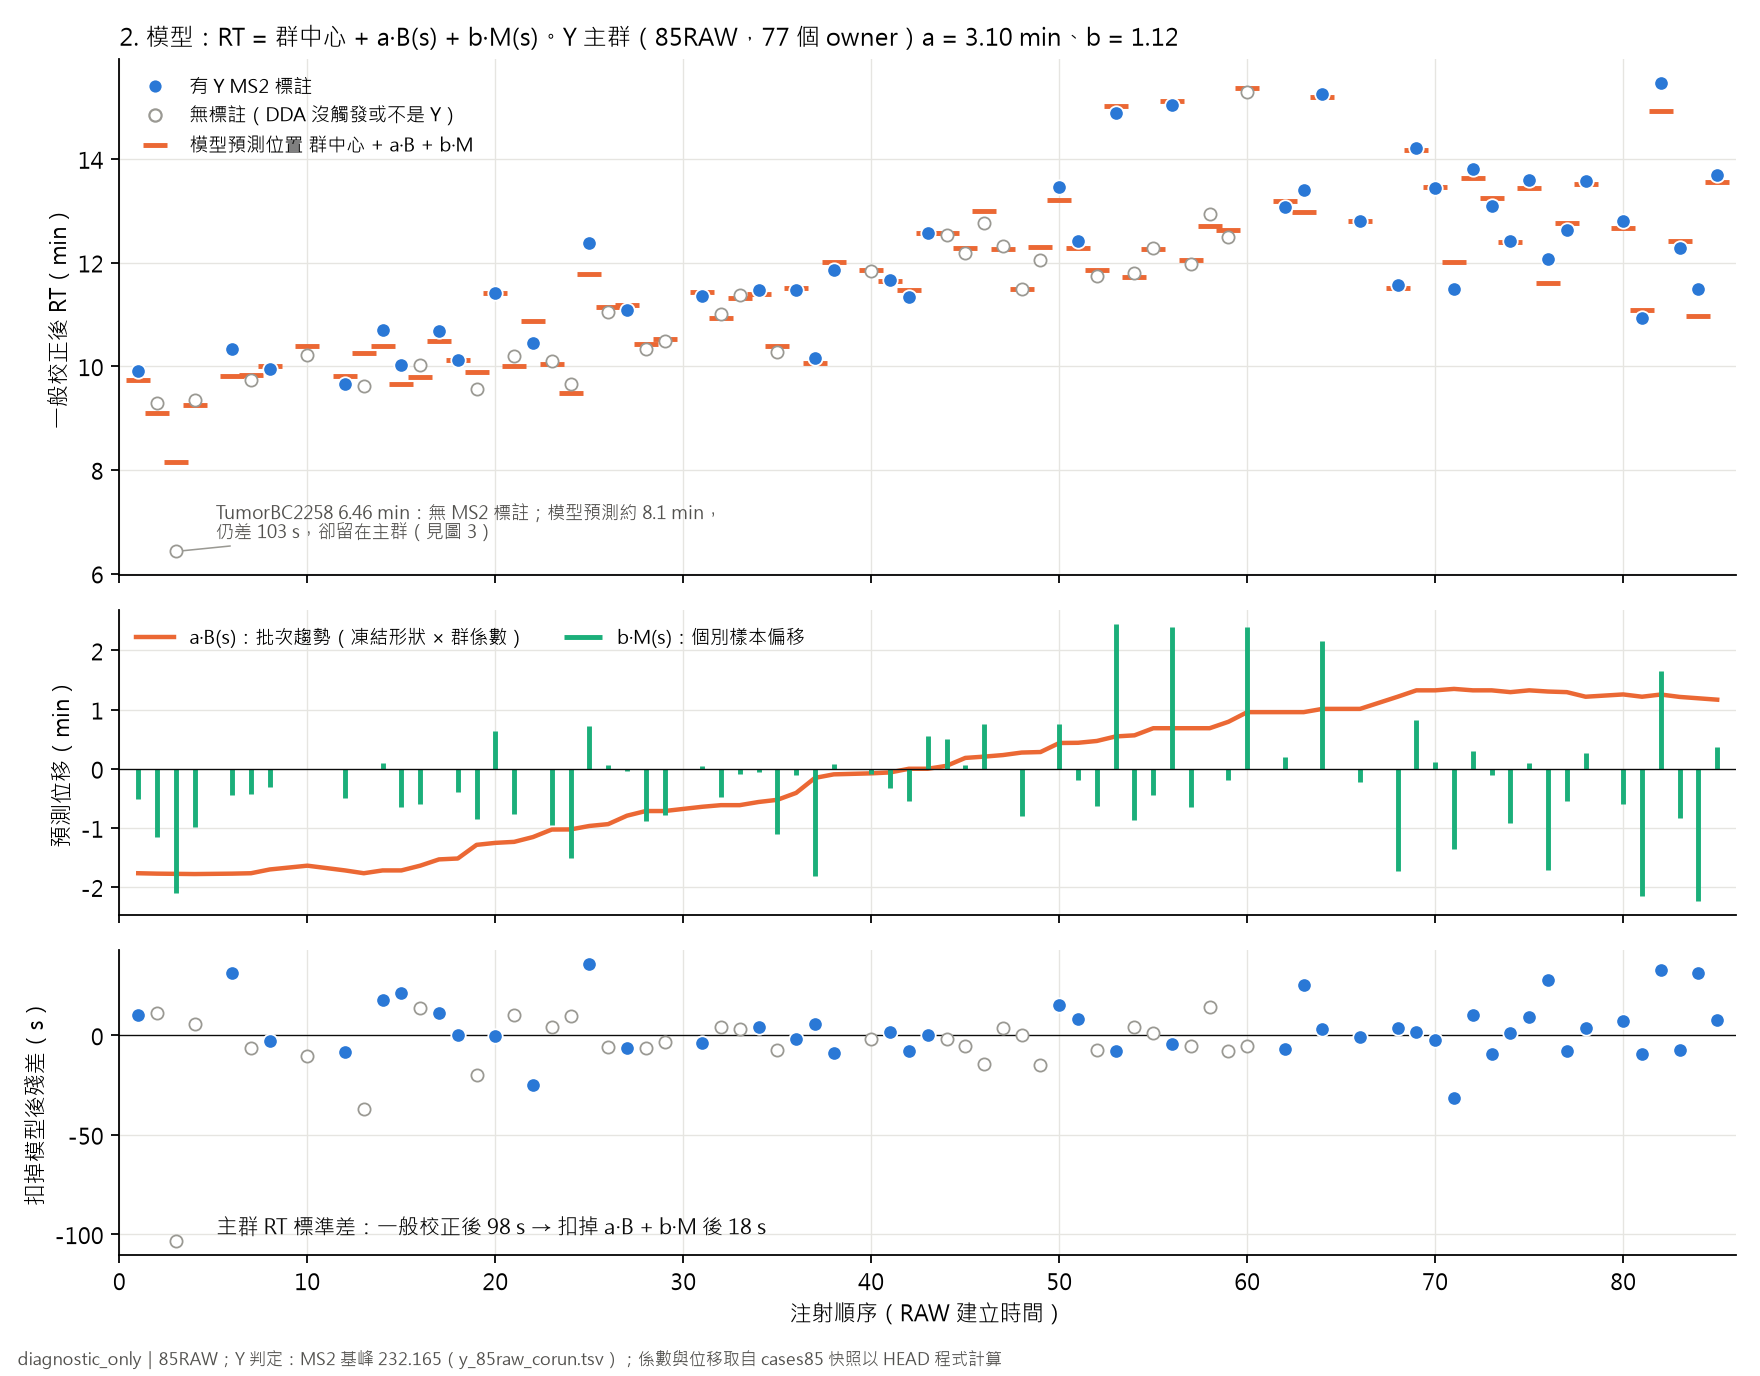 2. 模型：RT = 群中心 + a·B(s) + b·M(s)。Y 主群（85RAW，77 個 owner）a = 3.10 min、b = 1.12
有 Y MS2 標註
無標註（DDA 沒觸發或不是 Y）
模型預測位置 群中心 + a·B + b·M
一般校正後 RT（min）
14
12
10
8
6
TumorBC2258 6.46 min：無 MS2 標註；模型預測約 8.1 min，
仍差 103 s，卻留在主群（見圖 3）
a·B(s)：批次趨勢（凍結形狀 × 群係數）
b·M(s)：個別樣本偏移
預測位移（min）
2
1
0
-1
-2
扣掉模型後殘差（s）
0
-50
-100
主群 RT 標準差：一般校正後 98 s → 扣掉 a·B + b·M 後 18 s
0 10 20 30 40 50 60 70 80
注射順序（RAW 建立時間）
diagnostic_only｜85RAW；Y 判定：MS2 基峰 232.165（y_85raw_corun.tsv）；係數與位移取自 cases85 快照以 HEAD 程式計算